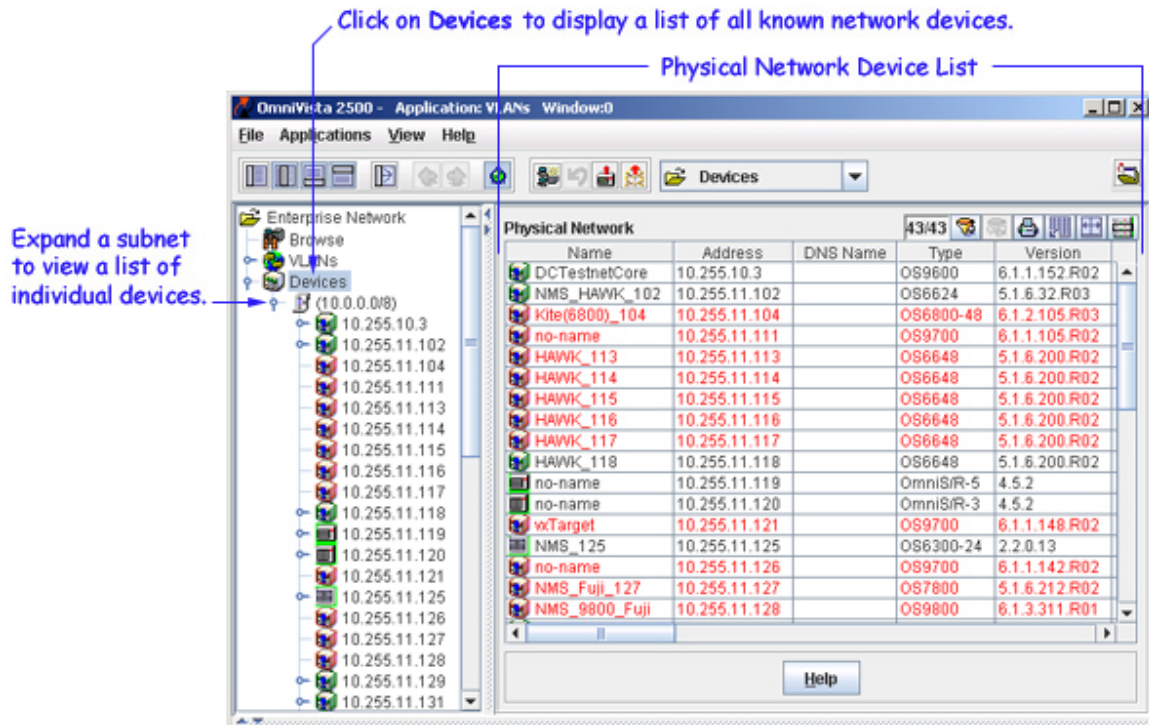 Click on Devices to display a list of all known network devices.
Physical Network Device List
OmniVista 2500 - Application: VLANs Window:0
File Applications View Help
Devices
Expand a subnet
to view a list of
individual devices.
Enterprise Network
Browse
VLANs
Devices
(10.0.0.0/8)
10.255.10.3
10.255.11.102
10.255.11.104
10.255.11.111
10.255.11.113
10.255.11.114
10.255.11.115
10.255.11.116
10.255.11.117
10.255.11.118
10.255.11.119
10.255.11.120
10.255.11.121
10.255.11.125
10.255.11.126
10.255.11.127
10.255.11.128
10.255.11.129
10.255.11.131
Physical Network 43/43
Name Address DNS Name Type Version
DCTestnetCore 10.255.10.3 OS9600 6.1.1.152.R02
NMS_HAWK_102 10.255.11.102 OS6624 5.1.6.32.R03
Kite(6800)_104 10.255.11.104 OS6800-48 6.1.2.105.R03
no-name 10.255.11.111 OS9700 6.1.1.105.R02
HAWK_113 10.255.11.113 OS6648 5.1.6.200.R02
HAWK_114 10.255.11.114 OS6648 5.1.6.200.R02
HAWK_115 10.255.11.115 OS6648 5.1.6.200.R02
HAWK_116 10.255.11.116 OS6648 5.1.6.200.R02
HAWK_117 10.255.11.117 OS6648 5.1.6.200.R02
HAWK_118 10.255.11.118 OS6648 5.1.6.200.R02
no-name 10.255.11.119 OmniS/R-5 4.5.2
no-name 10.255.11.120 OmniS/R-3 4.5.2
vxTarget 10.255.11.121 OS9700 6.1.1.148.R02
NMS_125 10.255.11.125 OS6300-24 2.2.0.13
no-name 10.255.11.126 OS9700 6.1.1.142.R02
NMS_Fuji_127 10.255.11.127 OS7800 5.1.6.212.R02
NMS_9800_Fuji 10.255.11.128 OS9800 6.1.3.311.R01
Help